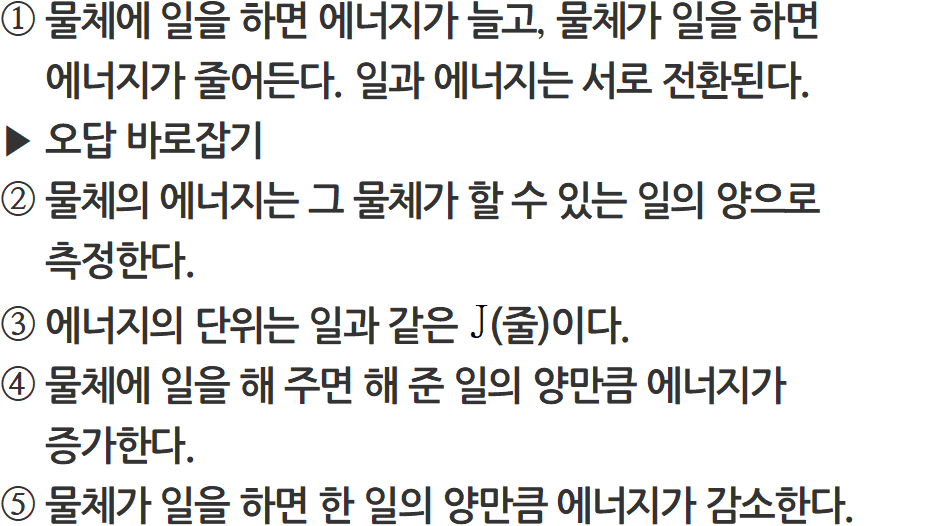 ① 물체에 일을 하면 에너지가 늘고, 물체가 일을 하면
에너지가 줄어든다. 일과 에너지는 서로 전환된다.
▶ 오답 바로잡기
② 물체의 에너지는 그 물체가 할 수 있는 일의 양으로
측정한다.
③ 에너지의 단위는 일과 같은 J(줄)이다.
④ 물체에 일을 해 주면 해 준 일의 양만큼 에너지가
증가한다.
⑤ 물체가 일을 하면 한 일의 양만큼 에너지가 감소한다.